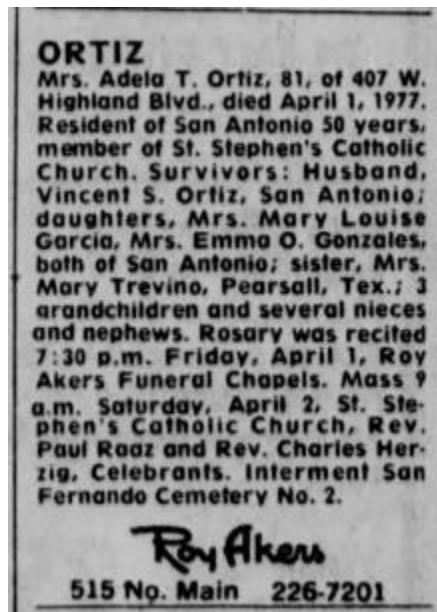 ORTIZ
Mrs. Adela T. Ortiz, 81, of 407 W.
Highland Blvd., died April 1, 1977.
Resident of San Antonio 50 years,
member of St. Stephen's Catholic
Church. Survivors: Husband,
Vincent S. Ortiz, San Antonio;
daughters, Mrs. Mary Louise
Garcia, Mrs. Emma O. Gonzales,
both of San Antonio; sister, Mrs.
Mary Trevino, Pearsall, Tex.; 3
grandchildren and several nieces
and nephews. Rosary was recited
7:30 p.m. Friday, April 1, Roy
Akers Funeral Chapels. Mass 9
a.m. Saturday, April 2, St. Ste-
phen's Catholic Church, Rev.
Paul Raaz and Rev. Charles Her-
zig, Celebrants. Interment San
Fernando Cemetery No. 2.
Roy Akers
515 No. Main 226-7201